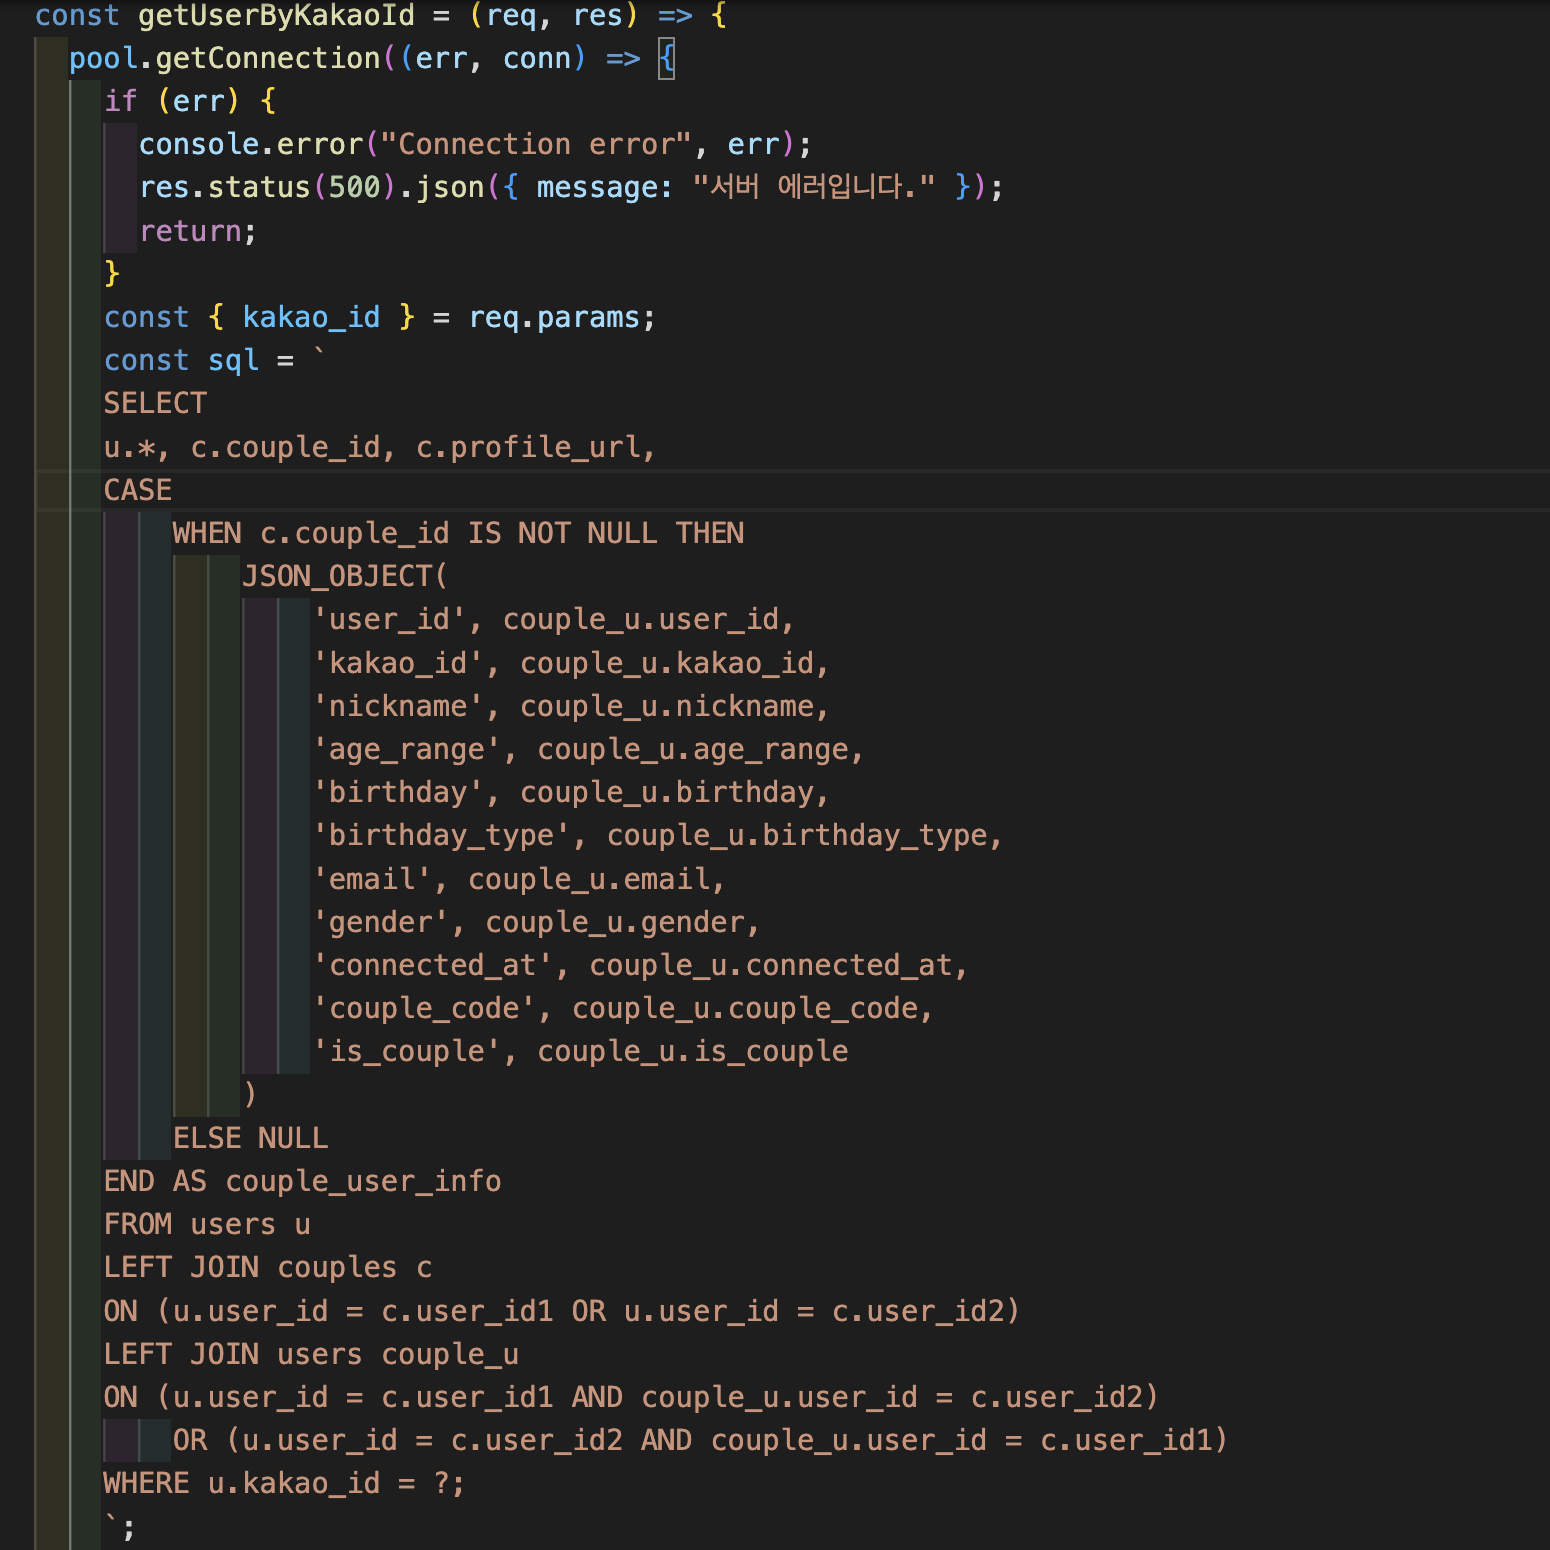 const getUserByKakaoId = (req, res) => {
pool.getConnection((err, conn) => {
if (err) {
console.error("Connection error", err);
res.status(500).json({ message: "서버 에러입니다." });
return;
}
const { kakao_id } = req.params;
const sql = `
SELECT
u.*, c.couple_id, c.profile_url,
CASE
WHEN c.couple_id IS NOT NULL THEN
JSON_OBJECT(
'user_id', couple_u.user_id,
'kakao_id', couple_u.kakao_id,
'nickname', couple_u.nickname,
'age_range', couple_u.age_range,
'birthday', couple_u.birthday,
'birthday_type', couple_u.birthday_type,
'email', couple_u.email,
'gender', couple_u.gender,
'connected_at', couple_u.connected_at,
'couple_code', couple_u.couple_code,
'is_couple', couple_u.is_couple
)
ELSE NULL
END AS couple_user_info
FROM users u
LEFT JOIN couples c
ON (u.user_id = c.user_id1 OR u.user_id = c.user_id2)
LEFT JOIN users couple_u
ON (u.user_id = c.user_id1 AND couple_u.user_id = c.user_id2)
OR (u.user_id = c.user_id2 AND couple_u.user_id = c.user_id1)
WHERE u.kakao_id = ?;
`;